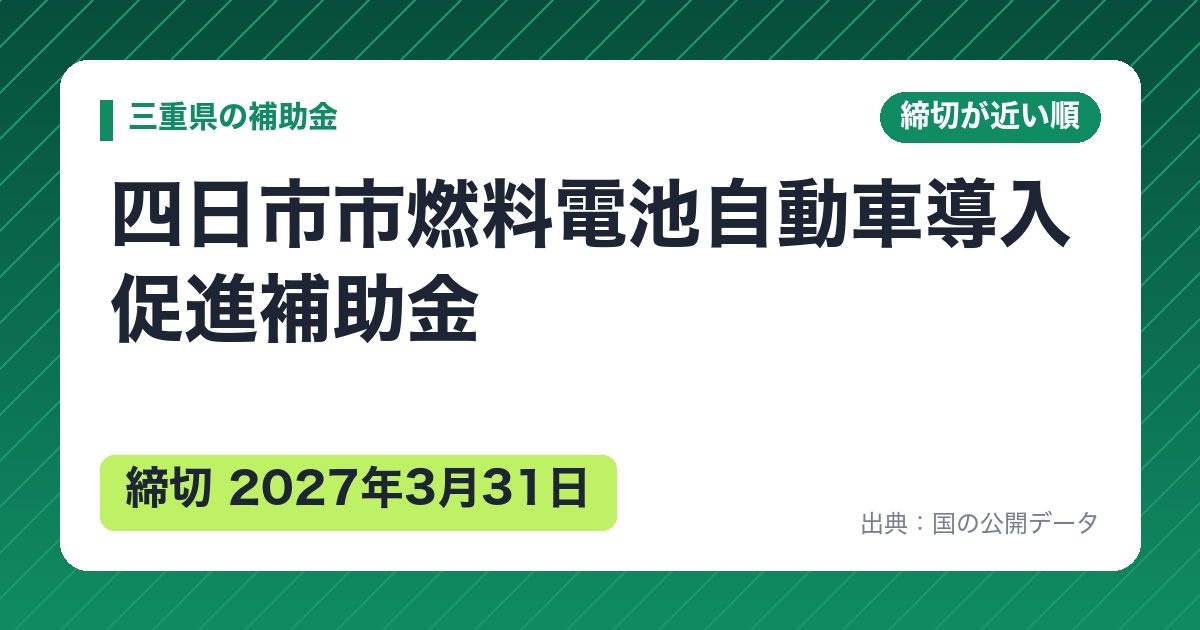 三重県の補助金
締切が近い順
四日市市燃料電池自動車導入
促進補助金
締切 2027年3月31日
出典：国の公開データ